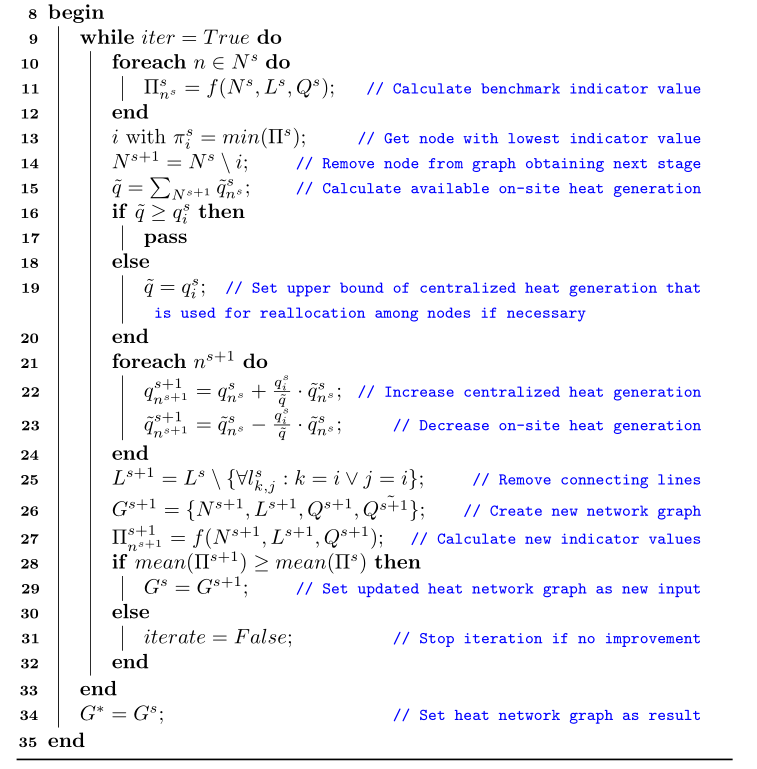 8 begin
9 while iter = True do
10 foreach n ∈ N^s do
11 Π^s_{n^s} = f(N^s, L^s, Q^s); // Calculate benchmark indicator value
12 end
13 i with π^s_i = min(Π^s); // Get node with lowest indicator value
14 N^{s+1} = N^s \ i; // Remove node from graph obtaining next stage
15 q̃ = ∑_{N^{s+1}} q̃^s_{n^s}; // Calculate available on-site heat generation
16 if q̃ ≥ q^s_i then
17 pass
18 else
19 q̃ = q^s_i; // Set upper bound of centralized heat generation that
is used for reallocation among nodes if necessary
20 end
21 foreach n^{s+1} do
22 q^{s+1}_{n^{s+1}} = q^s_{n^s} + \frac{q^s_i}{q̃} · q̃^s_{n^s}; // Increase centralized heat generation
23 q̃^{s+1}_{n^{s+1}} = q̃^s_{n^s} − \frac{q^s_i}{q̃} · q̃^s_{n^s}; // Decrease on-site heat generation
24 end
25 L^{s+1} = L^s \ {∀l^s_{k,j} : k = i ∨ j = i}; // Remove connecting lines
26 G^{s+1} = {N^{s+1}, L^{s+1}, Q^{s+1}, Q^{s\tilde{+}1}}; // Create new network graph
27 Π^{s+1}_{n^{s+1}} = f(N^{s+1}, L^{s+1}, Q^{s+1}); // Calculate new indicator values
28 if mean(Π^{s+1}) ≥ mean(Π^s) then
29 G^s = G^{s+1}; // Set updated heat network graph as new input
30 else
31 iterate = False; // Stop iteration if no improvement
32 end
33 end
34 G^* = G^s; // Set heat network graph as result
35 end